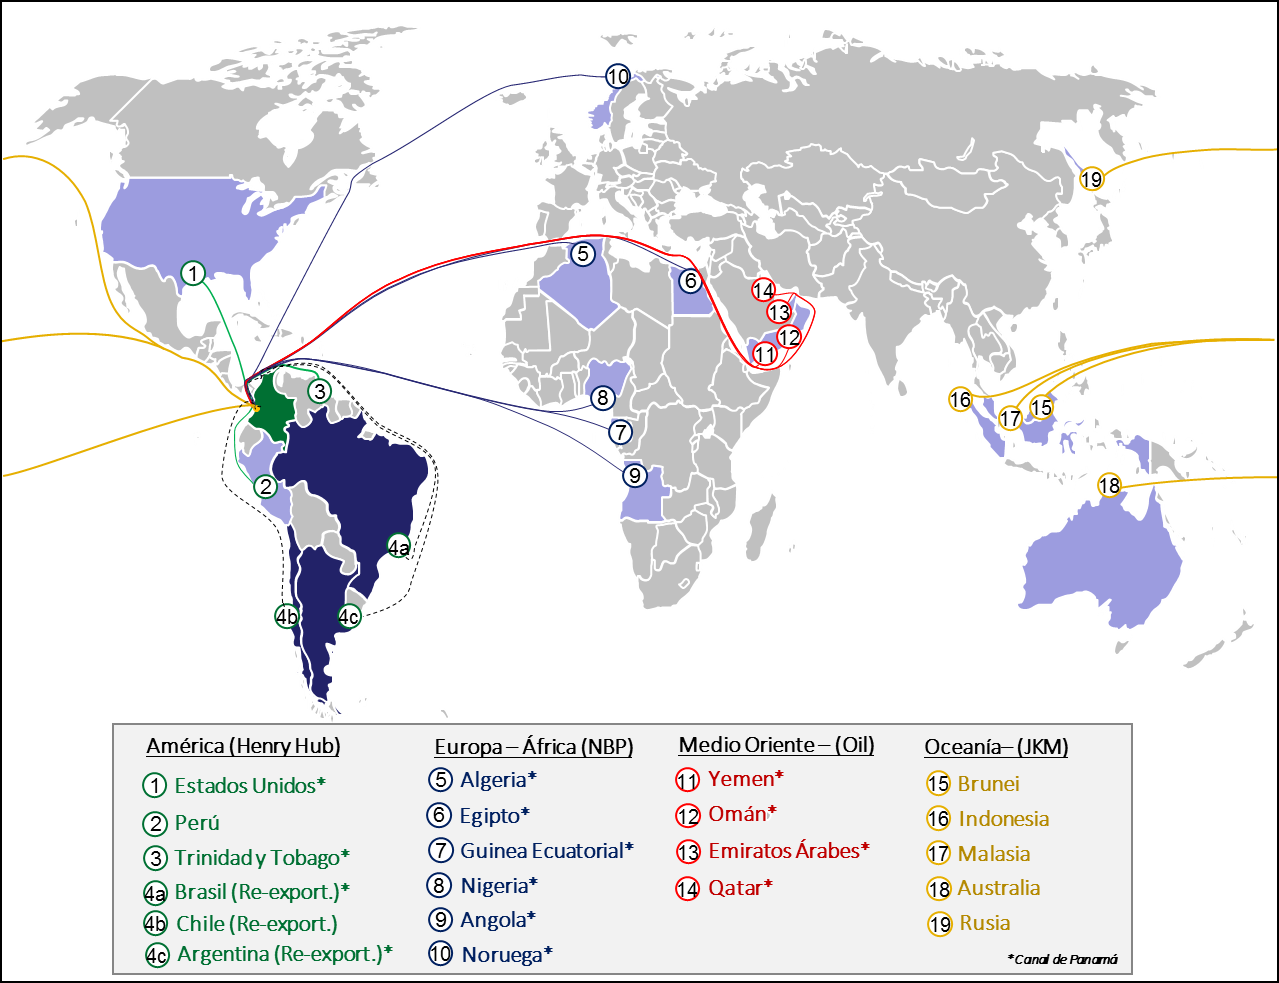 10
19
1
5
6
14
13
12
11
3
8
16
15
17
7
9
18
2
4a
4b
4c
América (Henry Hub)
1 Estados Unidos*
2 Perú
3 Trinidad y Tobago*
4a Brasil (Re-export.)*
4b Chile (Re-export.)
4c Argentina (Re-export.)*
Europa – África (NBP)
5 Algeria*
6 Egipto*
7 Guinea Ecuatorial*
8 Nigeria*
9 Angola*
10 Noruega*
Medio Oriente – (Oil)
11 Yemen*
12 Omán*
13 Emiratos Árabes*
14 Qatar*
Oceanía– (JKM)
15 Brunei
16 Indonesia
17 Malasia
18 Australia
19 Rusia
*Canal de Panamá